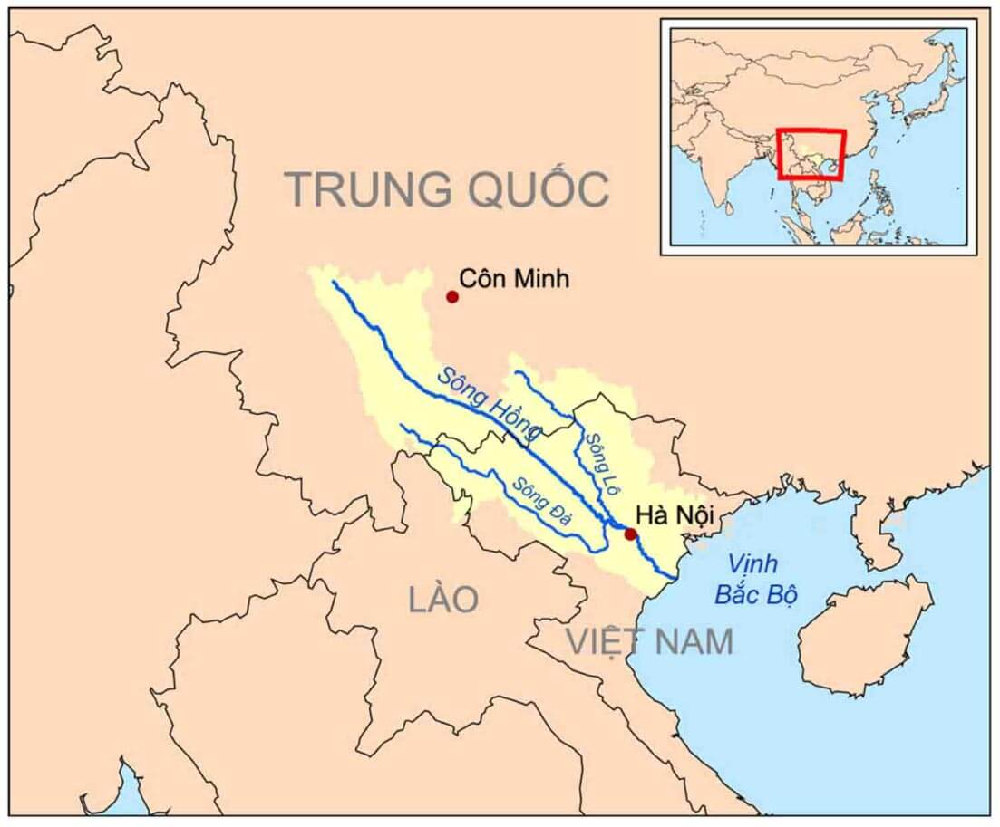 TRUNG QUỐC
Côn Minh
Sông Hồng
Sông Lô
Sông Đà
Hà Nội
Vịnh
Bắc Bộ
LÀO
VIỆT NAM